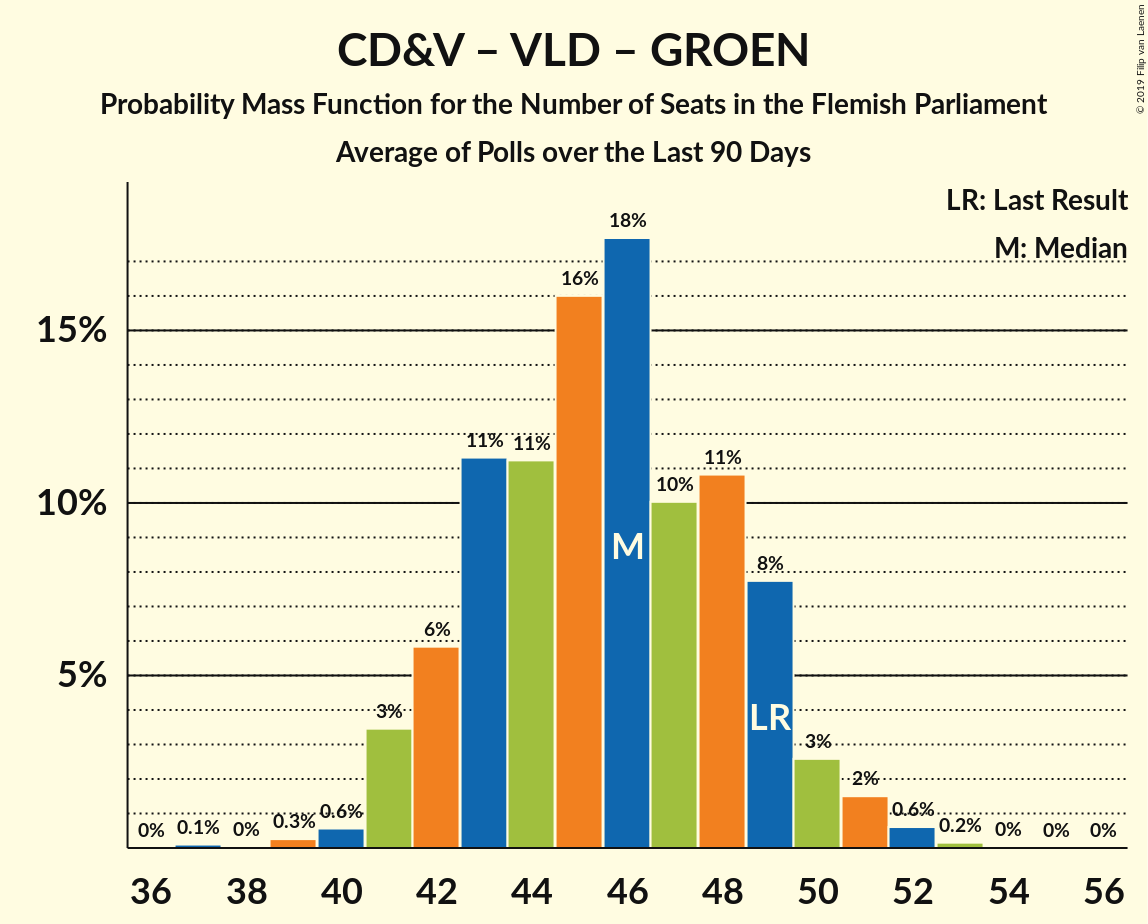 CD&V – VLD – GROEN
Probability Mass Function for the Number of Seats in the Flemish Parliament
Average of Polls over the Last 90 Days
© 2019 Filip van Laenen
LR: Last Result
M: Median
15%
10%
5%
0%
0.1%
0%
0.3%
0.6%
3%
6%
11%
11%
16%
18%
10%
11%
8%
3%
2%
0.6%
0.2%
0%
0%
0%
M
LR
36 38 40 42 44 46 48 50 52 54 56